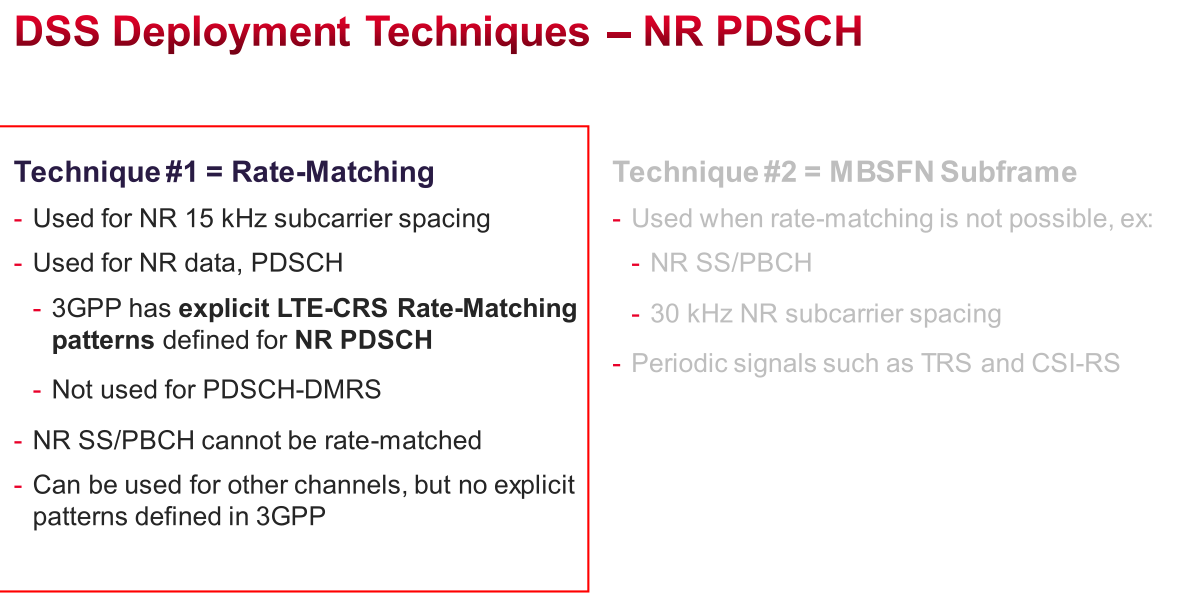 DSS Deployment Techniques – NR PDSCH
Technique #1 = Rate-Matching
- Used for NR 15 kHz subcarrier spacing
- Used for NR data, PDSCH
- 3GPP has explicit LTE-CRS Rate-Matching
patterns defined for NR PDSCH
- Not used for PDSCH-DMRS
- NR SS/PBCH cannot be rate-matched
- Can be used for other channels, but no explicit
patterns defined in 3GPP
Technique #2 = MBSFN Subframe
- Used when rate-matching is not possible, ex:
- NR SS/PBCH
- 30 kHz NR subcarrier spacing
- Periodic signals such as TRS and CSI-RS